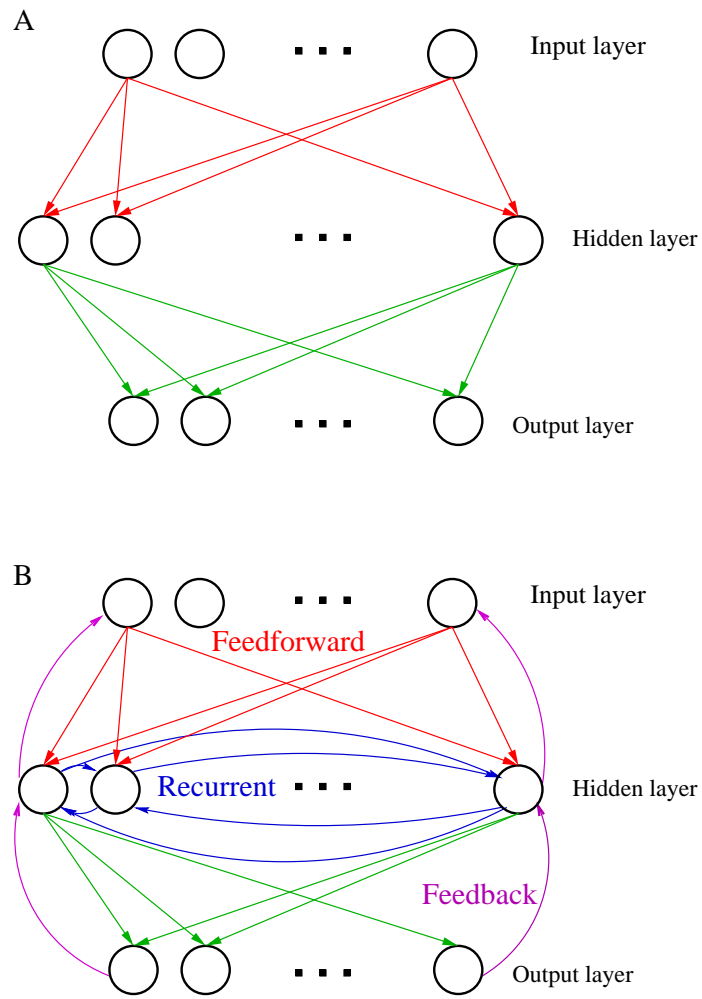 A
Input layer
Hidden layer
Output layer
B
Input layer
Feedforward
Recurrent
Hidden layer
Feedback
Output layer